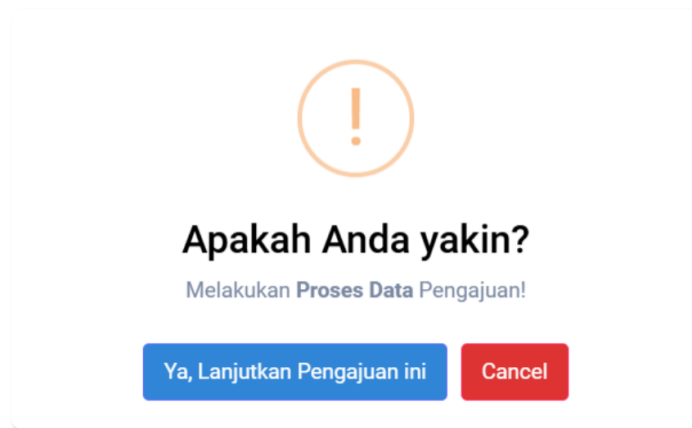 Apakah Anda yakin?
Melakukan Proses Data Pengajuan!
Ya, Lanjutkan Pengajuan ini
Cancel